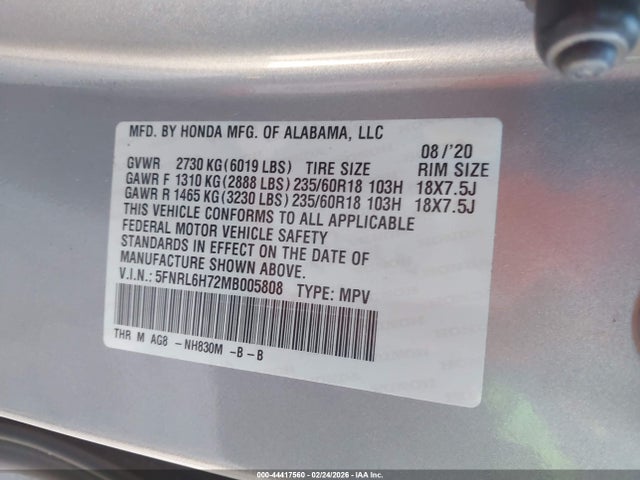 MFD. BY HONDA MFG. OF ALABAMA, LLC 08/'20
GVWR 2730 KG(6019 LBS) TIRE SIZE RIM SIZE
GAWR F 1310 KG(2888 LBS)235/60R18 103H 18X7.5J
GAWR R 1465 KG(3230 LBS)235/60R18 103H 18X7.5J
THIS VEHICLE CONFORMS TO ALL APPLICABLE
FEDERAL MOTOR VEHICLE SAFETY
STANDARDS IN EFFECT ON THE DATE OF
MANUFACTURE SHOWN ABOVE.
V.I.N.: 5FNRL6H72MB005808 TYPE: MPV
THR M AG8 -NH830M -B-B
000-44417560 - 02/24/2026 - IAA Inc.